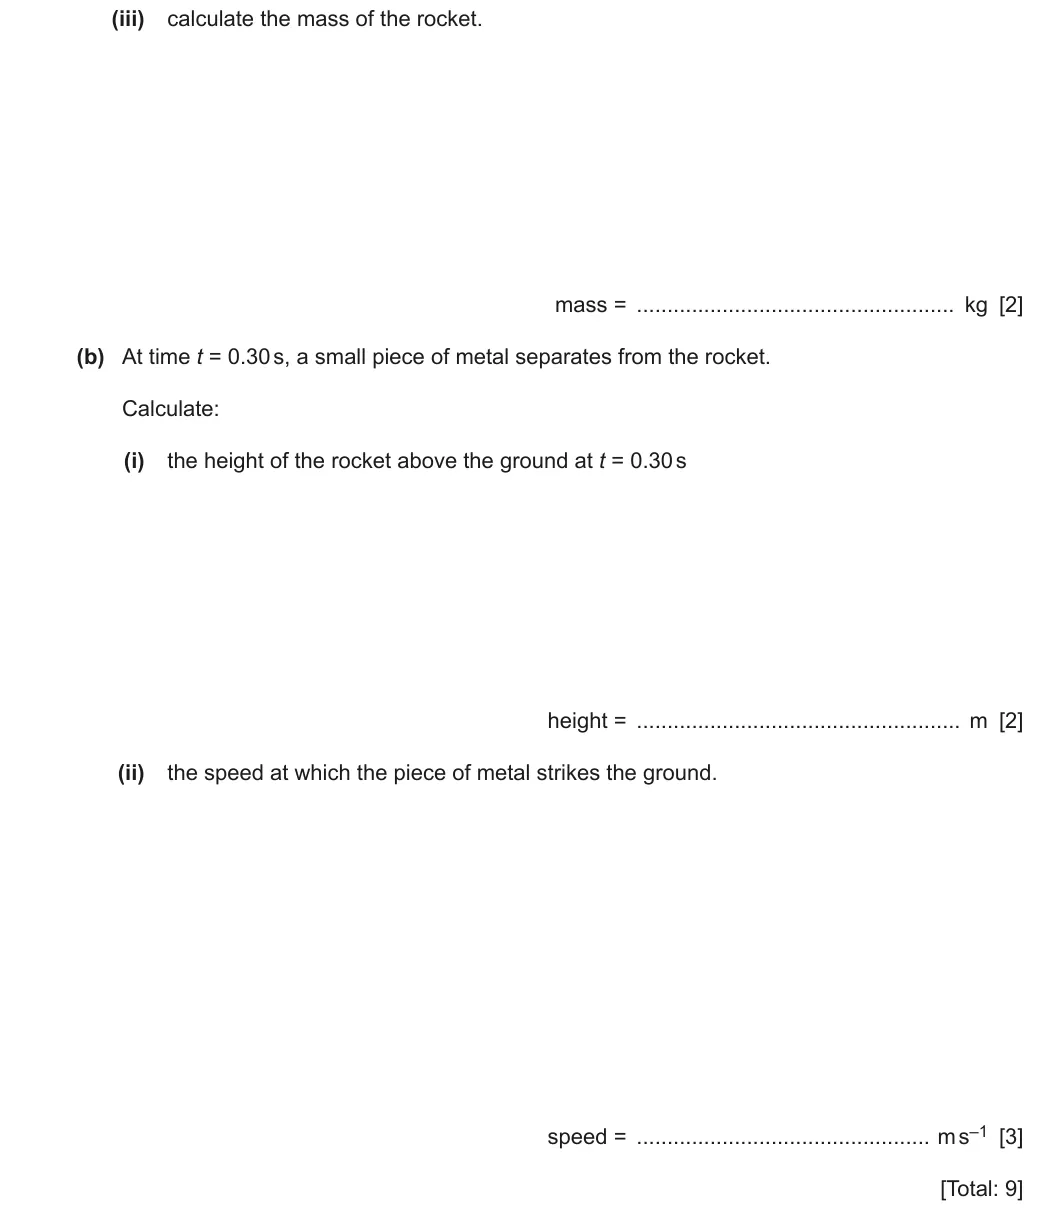 (iii) calculate the mass of the rocket.
mass = .................................................... kg [2]
(b) At time t = 0.30 s, a small piece of metal separates from the rocket.
Calculate:
(i) the height of the rocket above the ground at t = 0.30 s
height = ..................................................... m [2]
(ii) the speed at which the piece of metal strikes the ground.
speed = ................................................ m s⁻¹ [3]
[Total: 9]